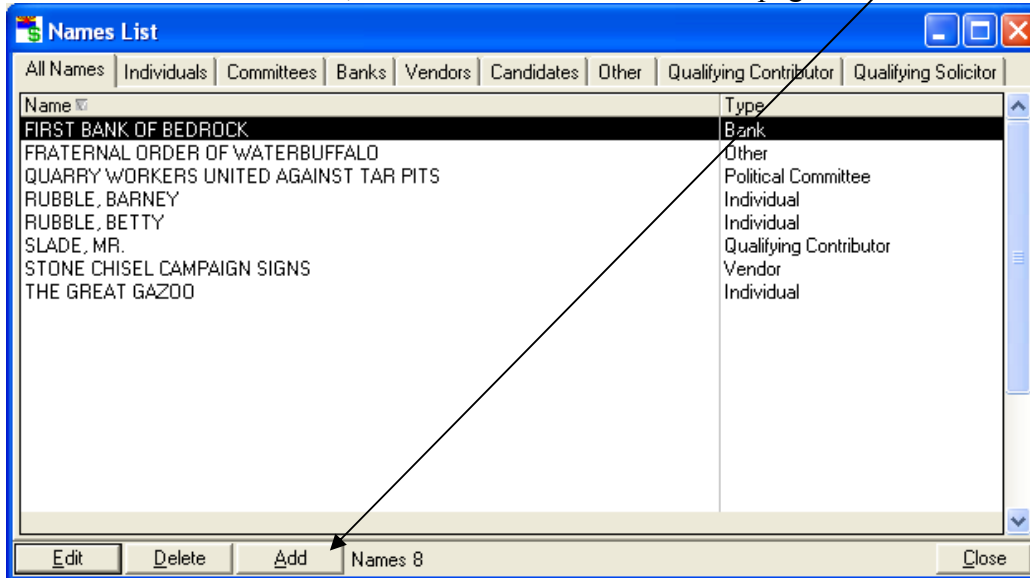 Names List
All Names Individuals Committees Banks Vendors Candidates Other Qualifying Contributor Qualifying Solicitor
Name Type
FIRST BANK OF BEDROCK Bank
FRATERNAL ORDER OF WATERBUFFALO Other
QUARRY WORKERS UNITED AGAINST TAR PITS Political Committee
RUBBLE, BARNEY Individual
RUBBLE, BETTY Individual
SLADE, MR. Qualifying Contributor
STONE CHISEL CAMPAIGN SIGNS Vendor
THE GREAT GAZOO Individual
Edit Delete Add Names 8 Close